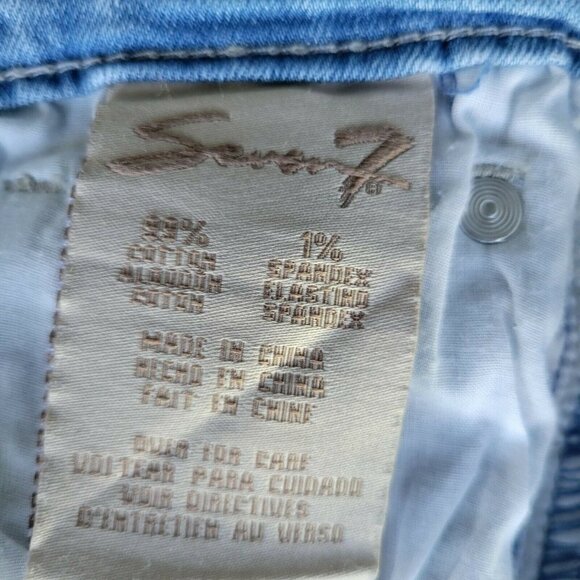 Seven7
99% 1%
COTTON SPANDEX
ALGODON ELASTINO
COTON SPANDEX
MADE IN CHINA
HECHO EN CHINA
FAIT EN CHINE
OVER FOR CARE
VOLTEAR PARA CUIDADO
VOIR DIRECTIVES
D'ENTRETIEN AU VERSO